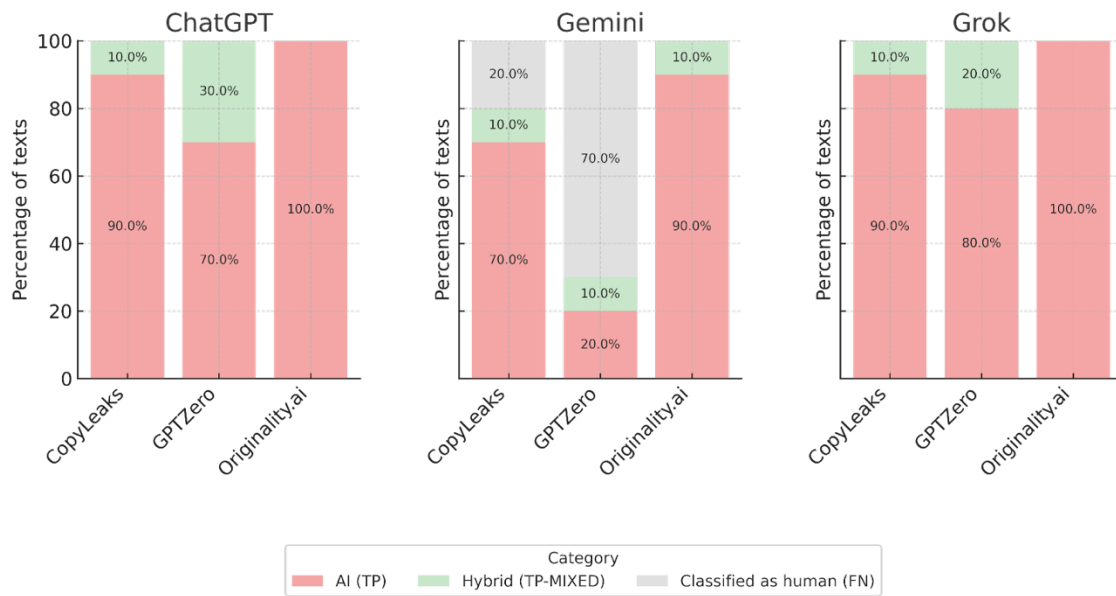 ChatGPT
Percentage of texts
100
80
60
40
20
0
10.0%
90.0%
30.0%
70.0%
100.0%
CopyLeaks
GPTZero
Originality.ai
Gemini
Percentage of texts
20.0%
10.0%
70.0%
70.0%
10.0%
20.0%
10.0%
90.0%
CopyLeaks
GPTZero
Originality.ai
Grok
Percentage of texts
10.0%
90.0%
20.0%
80.0%
100.0%
CopyLeaks
GPTZero
Originality.ai
Category
AI (TP)
Hybrid (TP-MIXED)
Classified as human (FN)